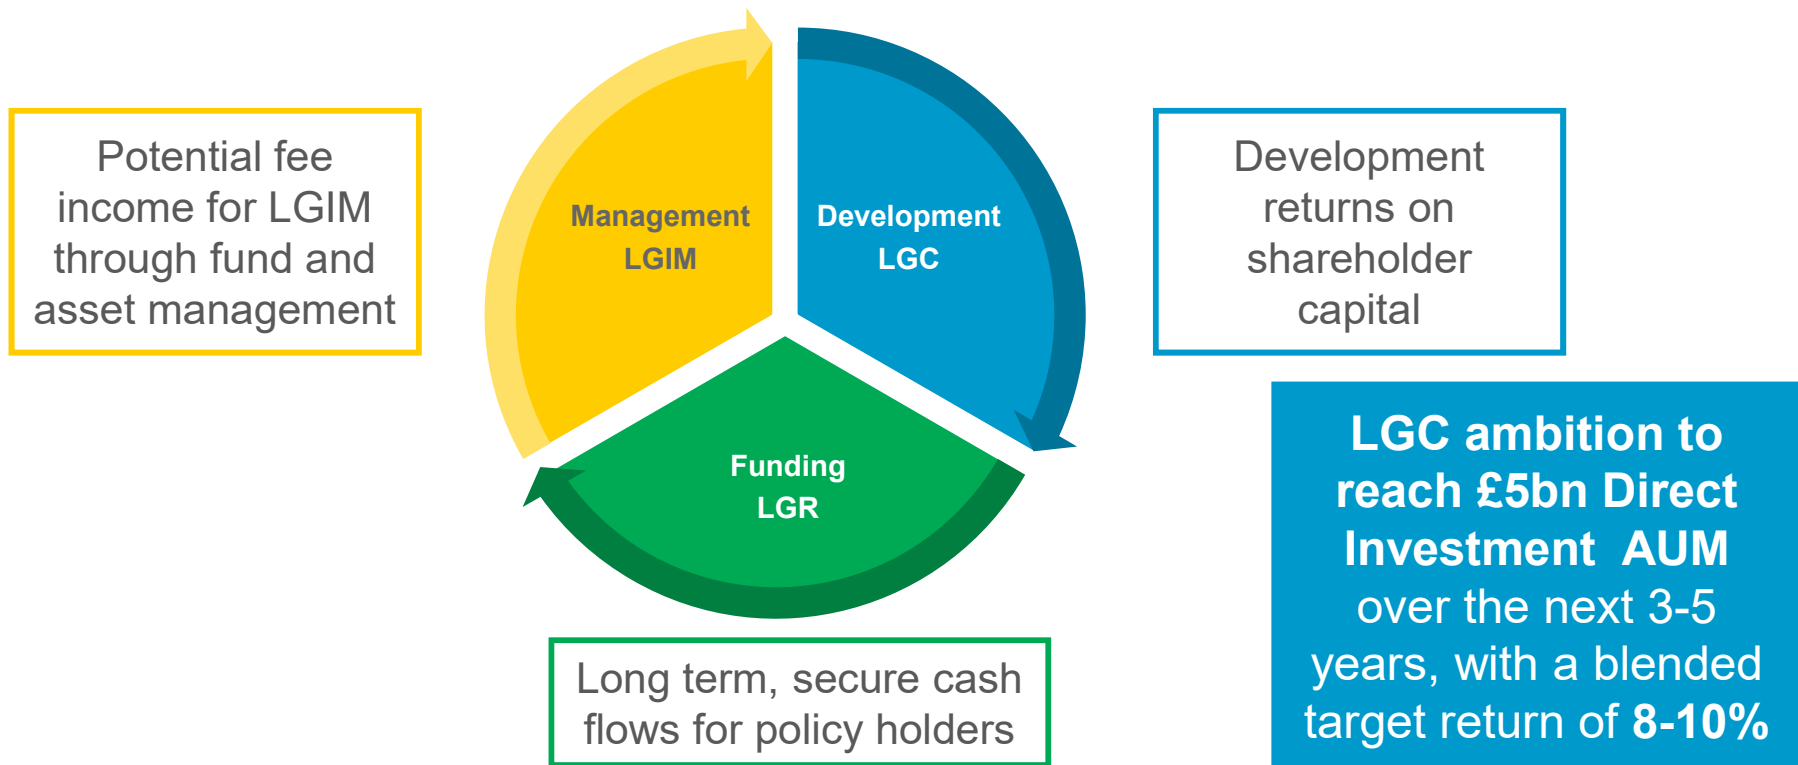 Potential fee
income for LGIM
through fund and
asset management
Management
LGIM
Development
LGC
Funding
LGR
Development
returns on
shareholder
capital
Long term, secure cash
flows for policy holders
LGC ambition to
reach £5bn Direct
Investment  AUM
over the next 3-5
years, with a blended
target return of 8-10%